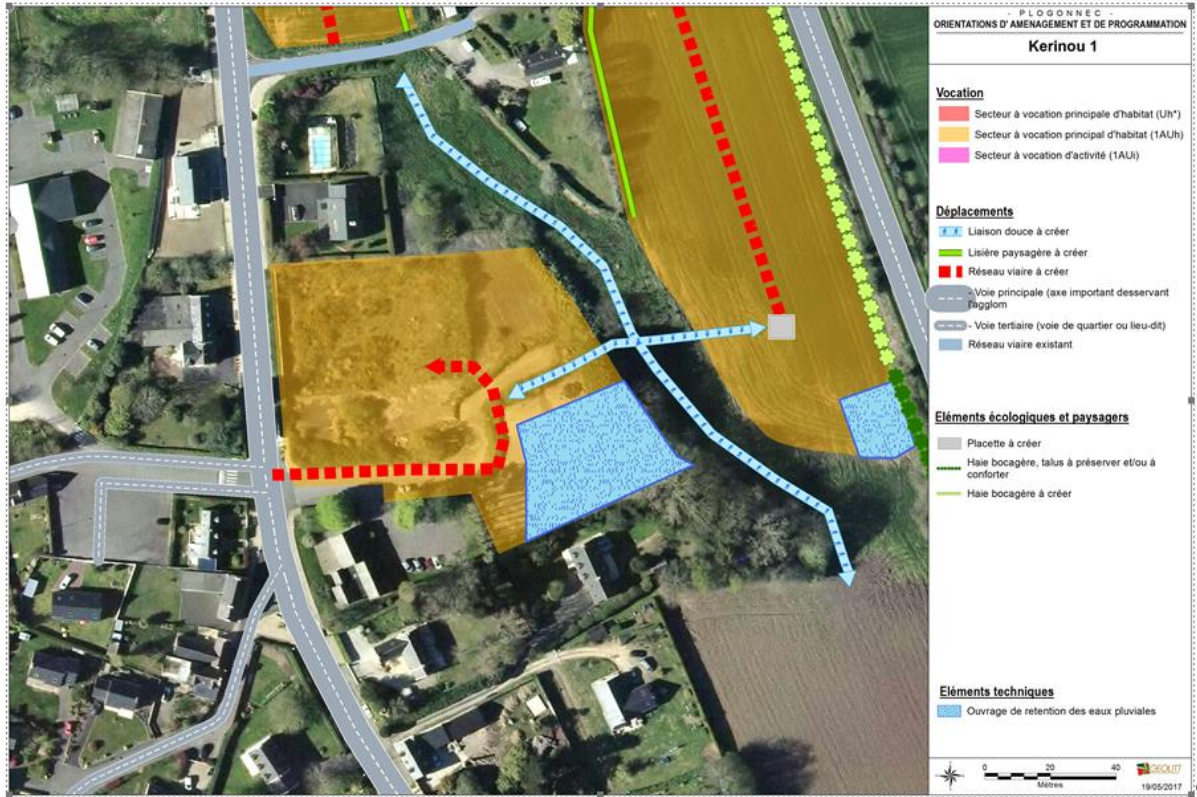 - PLOGONNEC -
ORIENTATIONS D'AMENAGEMENT ET DE PROGRAMMATION
Kerinou 1
Vocation
Secteur à vocation principale d'habitat (Uh*)
Secteur à vocation principal d'habitat (1AUh)
Secteur à vocation d'activité (1AUi)
Déplacements
Liaison douce à créer
Lisière paysagère à créer
Réseau viaire à créer
- Voie principale (axe important desservant
l'agglom
- Voie tertiaire (voie de quartier ou lieu-dit)
Réseau viaire existant
Eléments écologiques et paysagers
Placette à créer
Haie bocagère, talus à préserver et/ou à
conforter
Haie bocagère à créer
Eléments techniques
Ouvrage de retention des eaux pluviales
0 20 40
Mètres
GEOLITT
19/05/2017